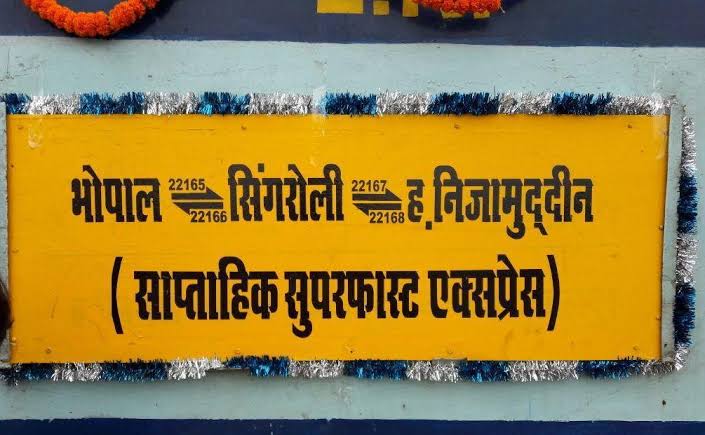 भोपाल 22165 22166 सिंगरोली 22167 22168 ह.निजामुद्दीन
(साप्ताहिक सुपरफास्ट एक्सप्रेस)